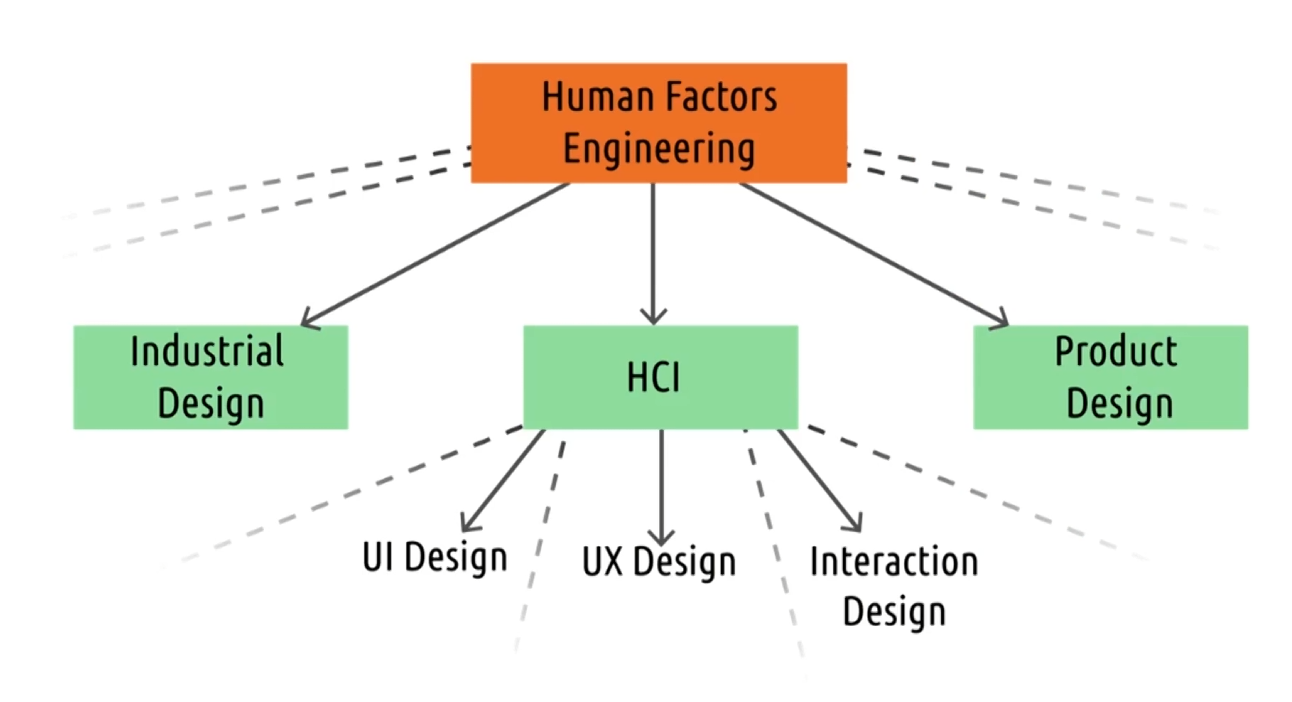 Human Factors
Engineering
Industrial
Design
HCI
Product
Design
UI Design
UX Design
Interaction
Design